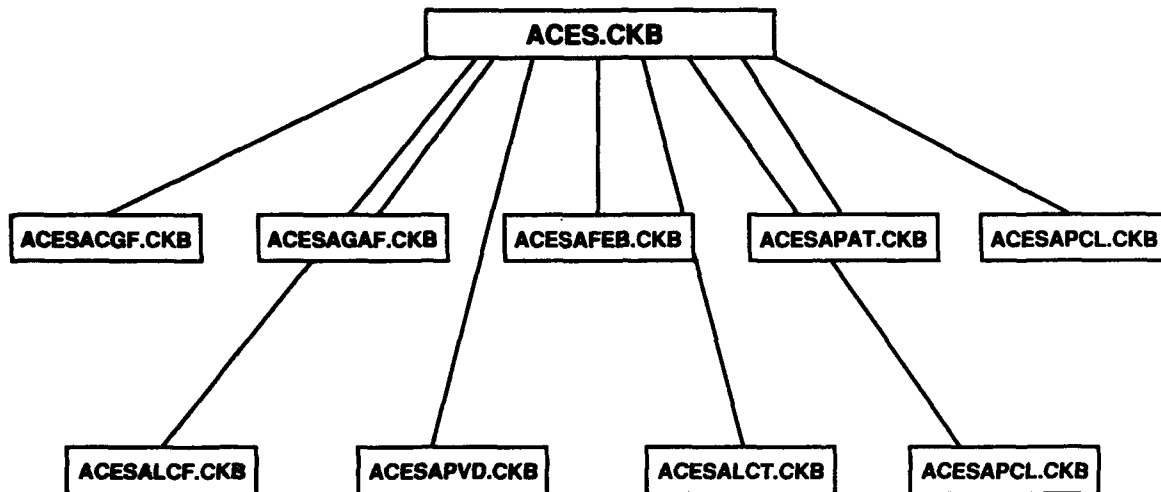 ACES.CKB
ACESACGF.CKB
ACESAGAF.CKB
ACESAFEB.CKB
ACESAPAT.CKB
ACESAPCL.CKB
ACESALCF.CKB
ACESAPVD.CKB
ACESALCT.CKB
ACESAPCL.CKB